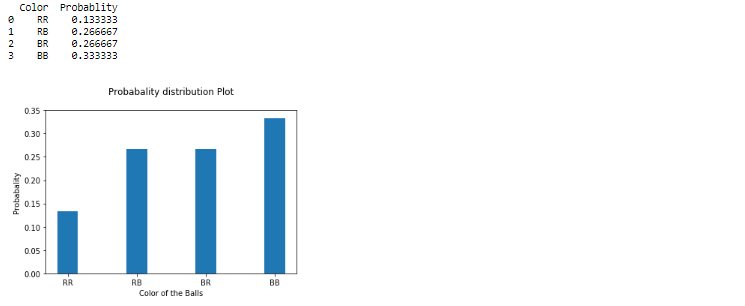 Color Probablity
0 RR 0.133333
1 RB 0.266667
2 BR 0.266667
3 BB 0.333333
Probabality distribution Plot
0.35
0.30
0.25
0.20
0.15
0.10
0.05
0.00
Probabality
RR RB BR BB
Color of the Balls